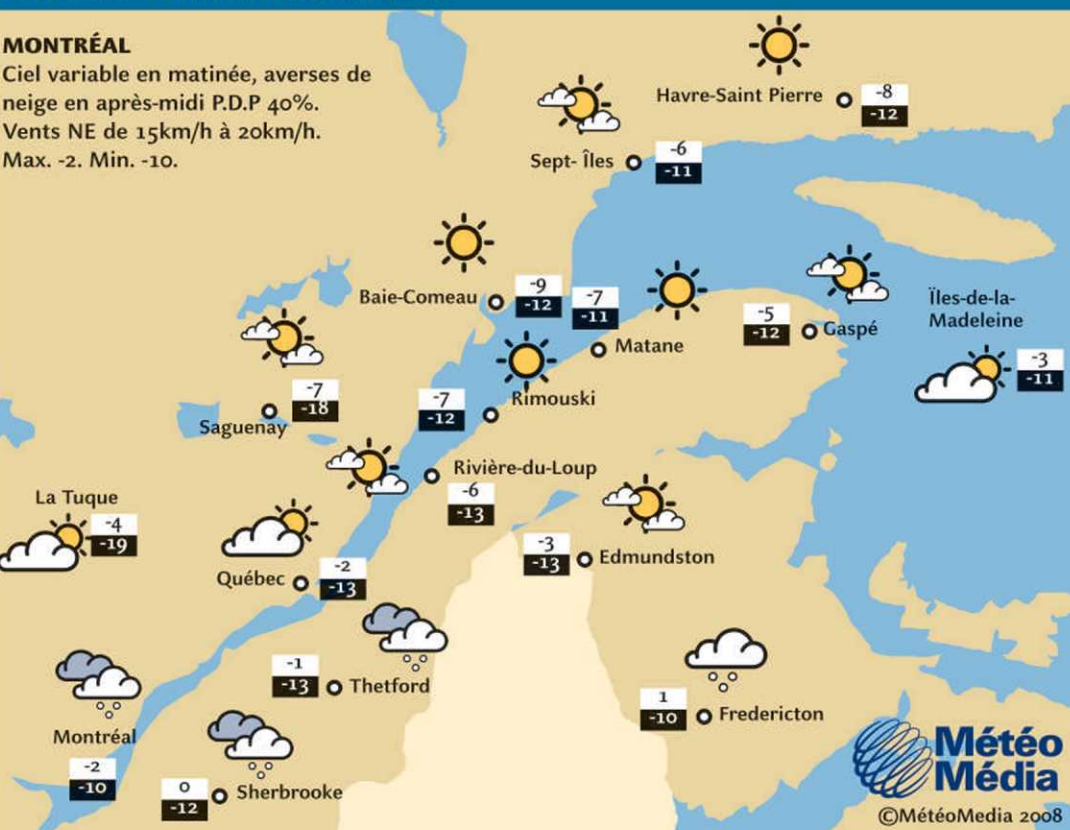 MONTRÉAL
Ciel variable en matinée, averses de
neige en après-midi P.D.P 40%.
Vents NE de 15km/h à 20km/h.
Max. -2. Min. -10.
Havre-Saint Pierre
-8
-12
Sept- Îles
-6
-11
Baie-Comeau
-9
-12
-7
-11
Matane
-5
-12
Gaspé
Ïles-de-la-
Madeleine
-3
-11
-7
-18
Saguenay
-7
-12
Rimouski
Rivière-du-Loup
-6
-13
La Tuque
-4
-19
Québec
-2
-13
-3
-13
Edmundston
-1
-13
Thetford
1
-10
Fredericton
Montréal
-2
-10
0
-12
Sherbrooke
Météo
Média
©MétéoMedia 2008